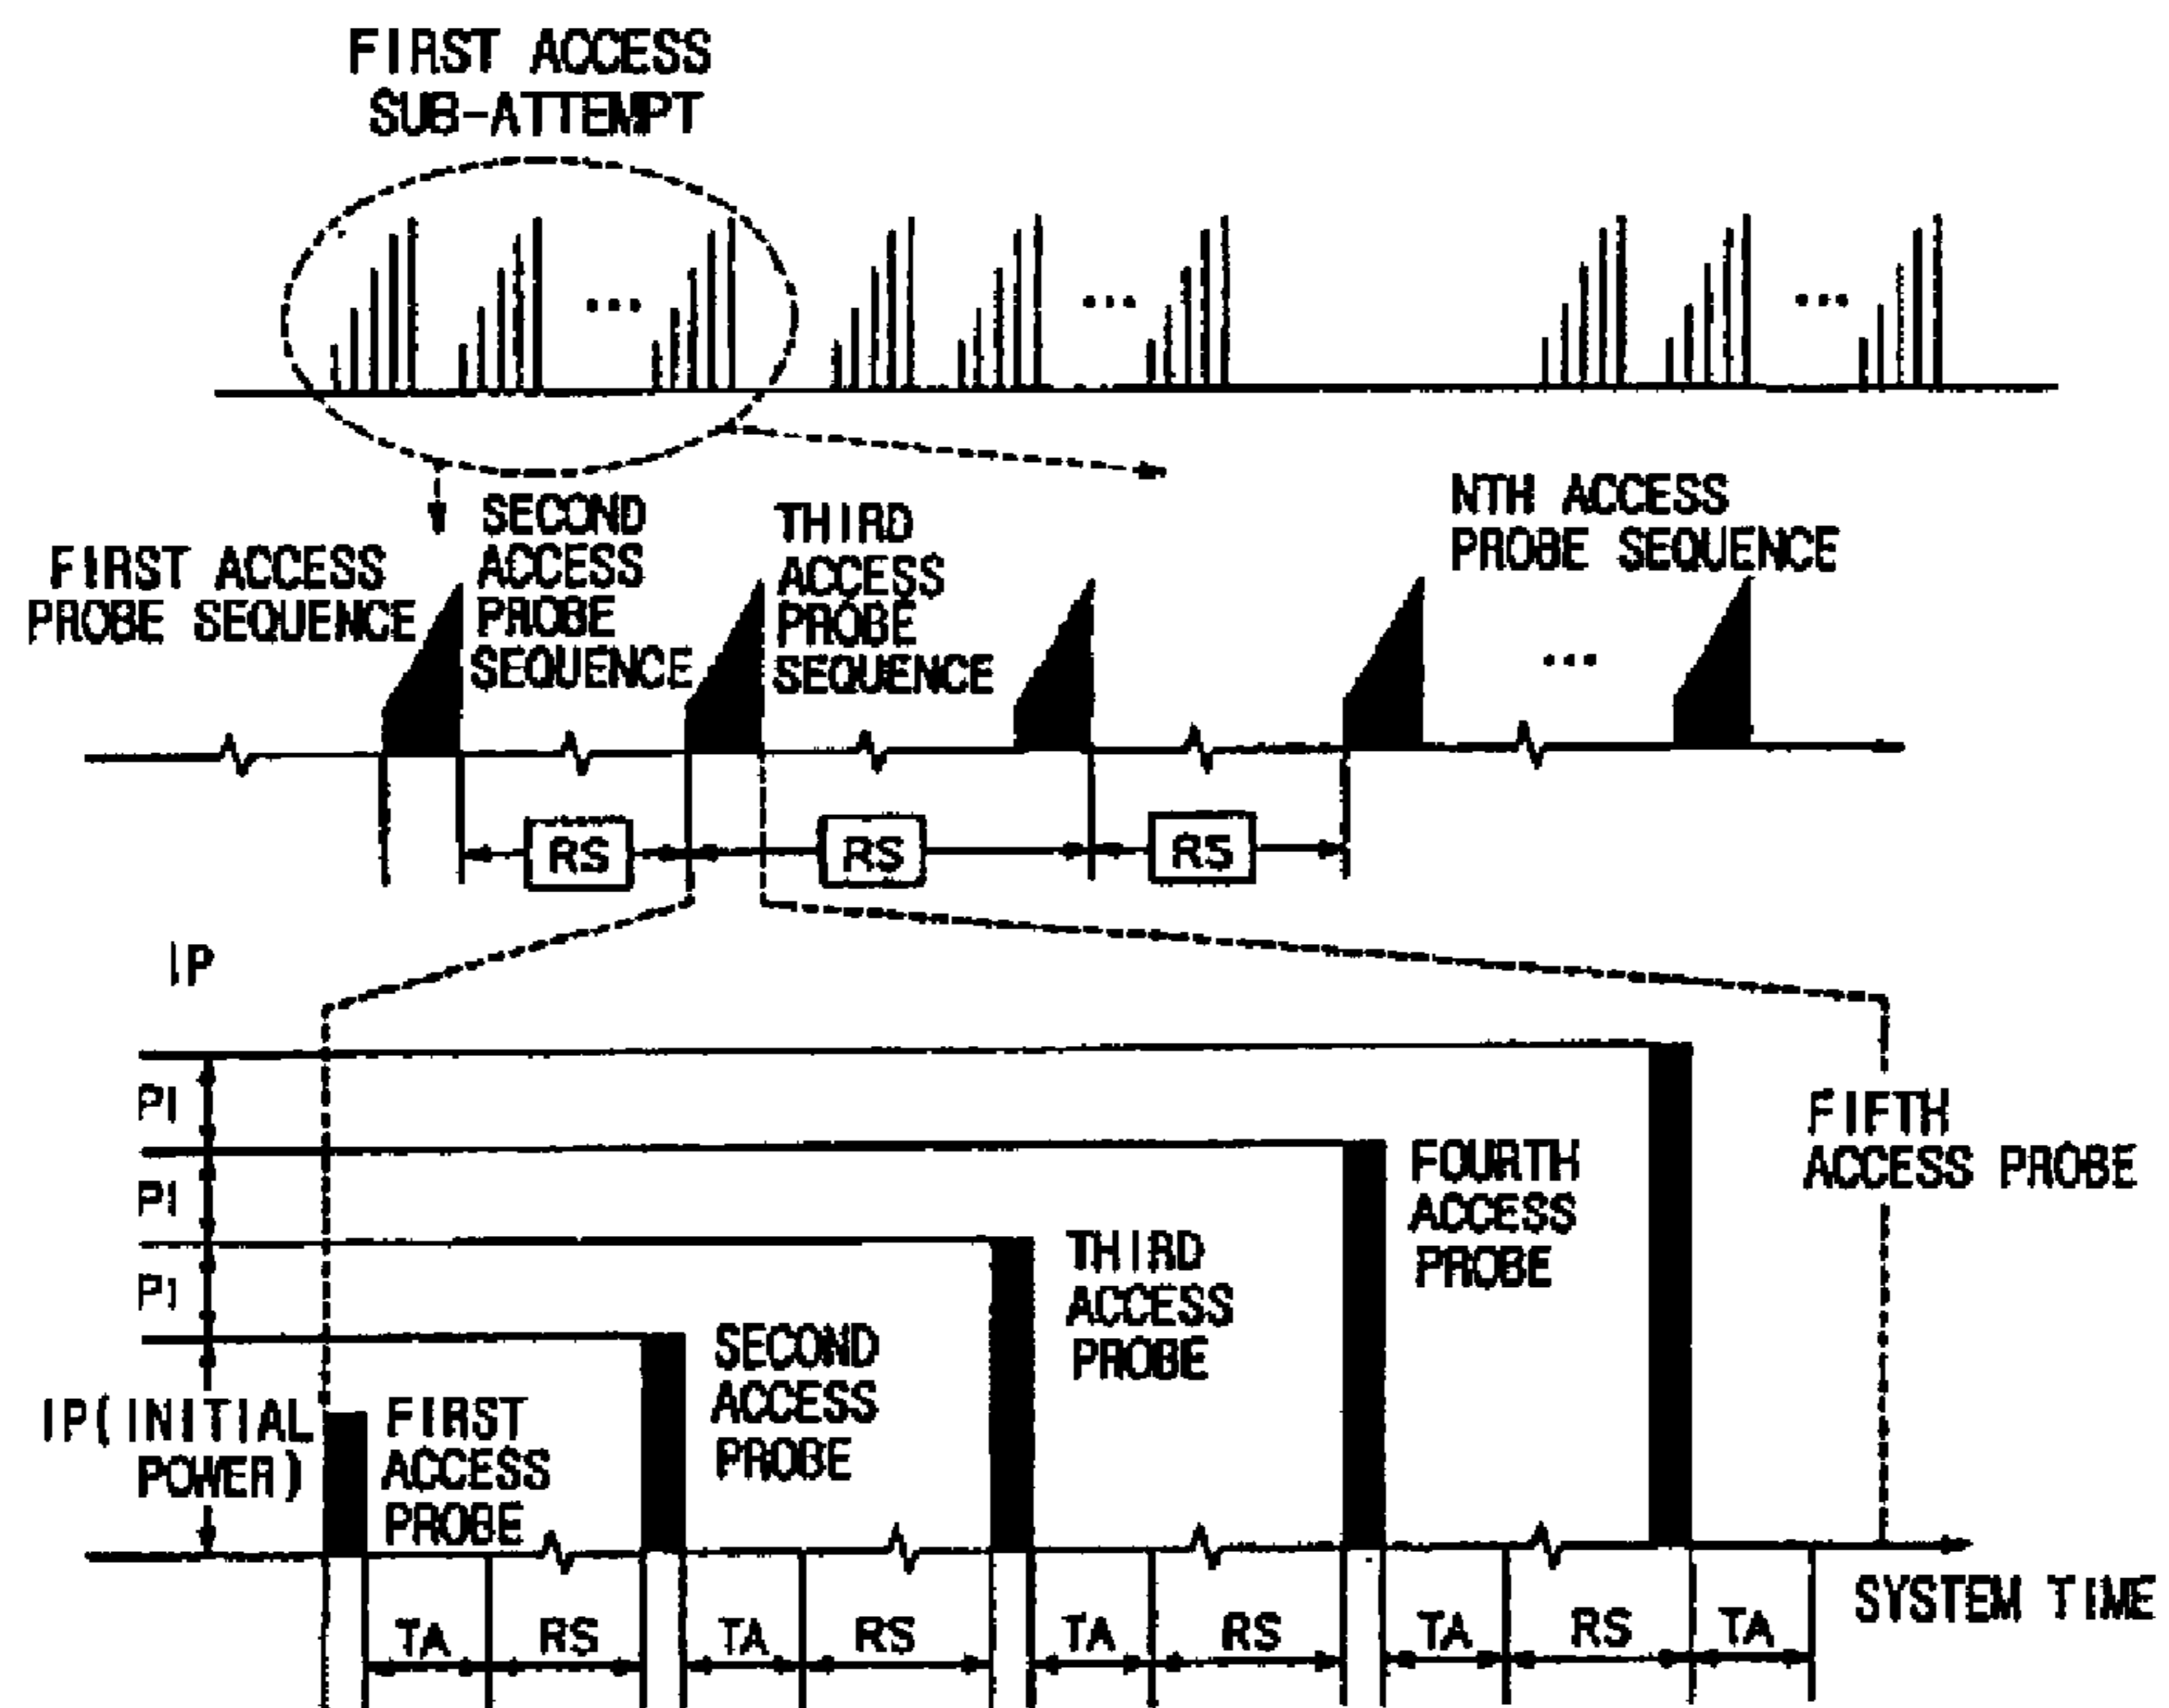 FIRST ACCESS
SUB-ATTEMPT
...
...
...
FIRST ACCESS
PROBE SEQUENCE
SECOND
ACCESS
PROBE
SEQUENCE
THIRD
ACCESS
PROBE
SEQUENCE
NTH ACCESS
PROBE SEQUENCE
...
RS
RS
RS
IP
PI
PI
PI
IP(INITIAL
POWER)
FIRST
ACCESS
PROBE
SECOND
ACCESS
PROBE
THIRD
ACCESS
PROBE
FOURTH
ACCESS
PROBE
FIFTH
ACCESS PROBE
TA
RS
TA
RS
TA
RS
TA
RS
TA
SYSTEM TIME